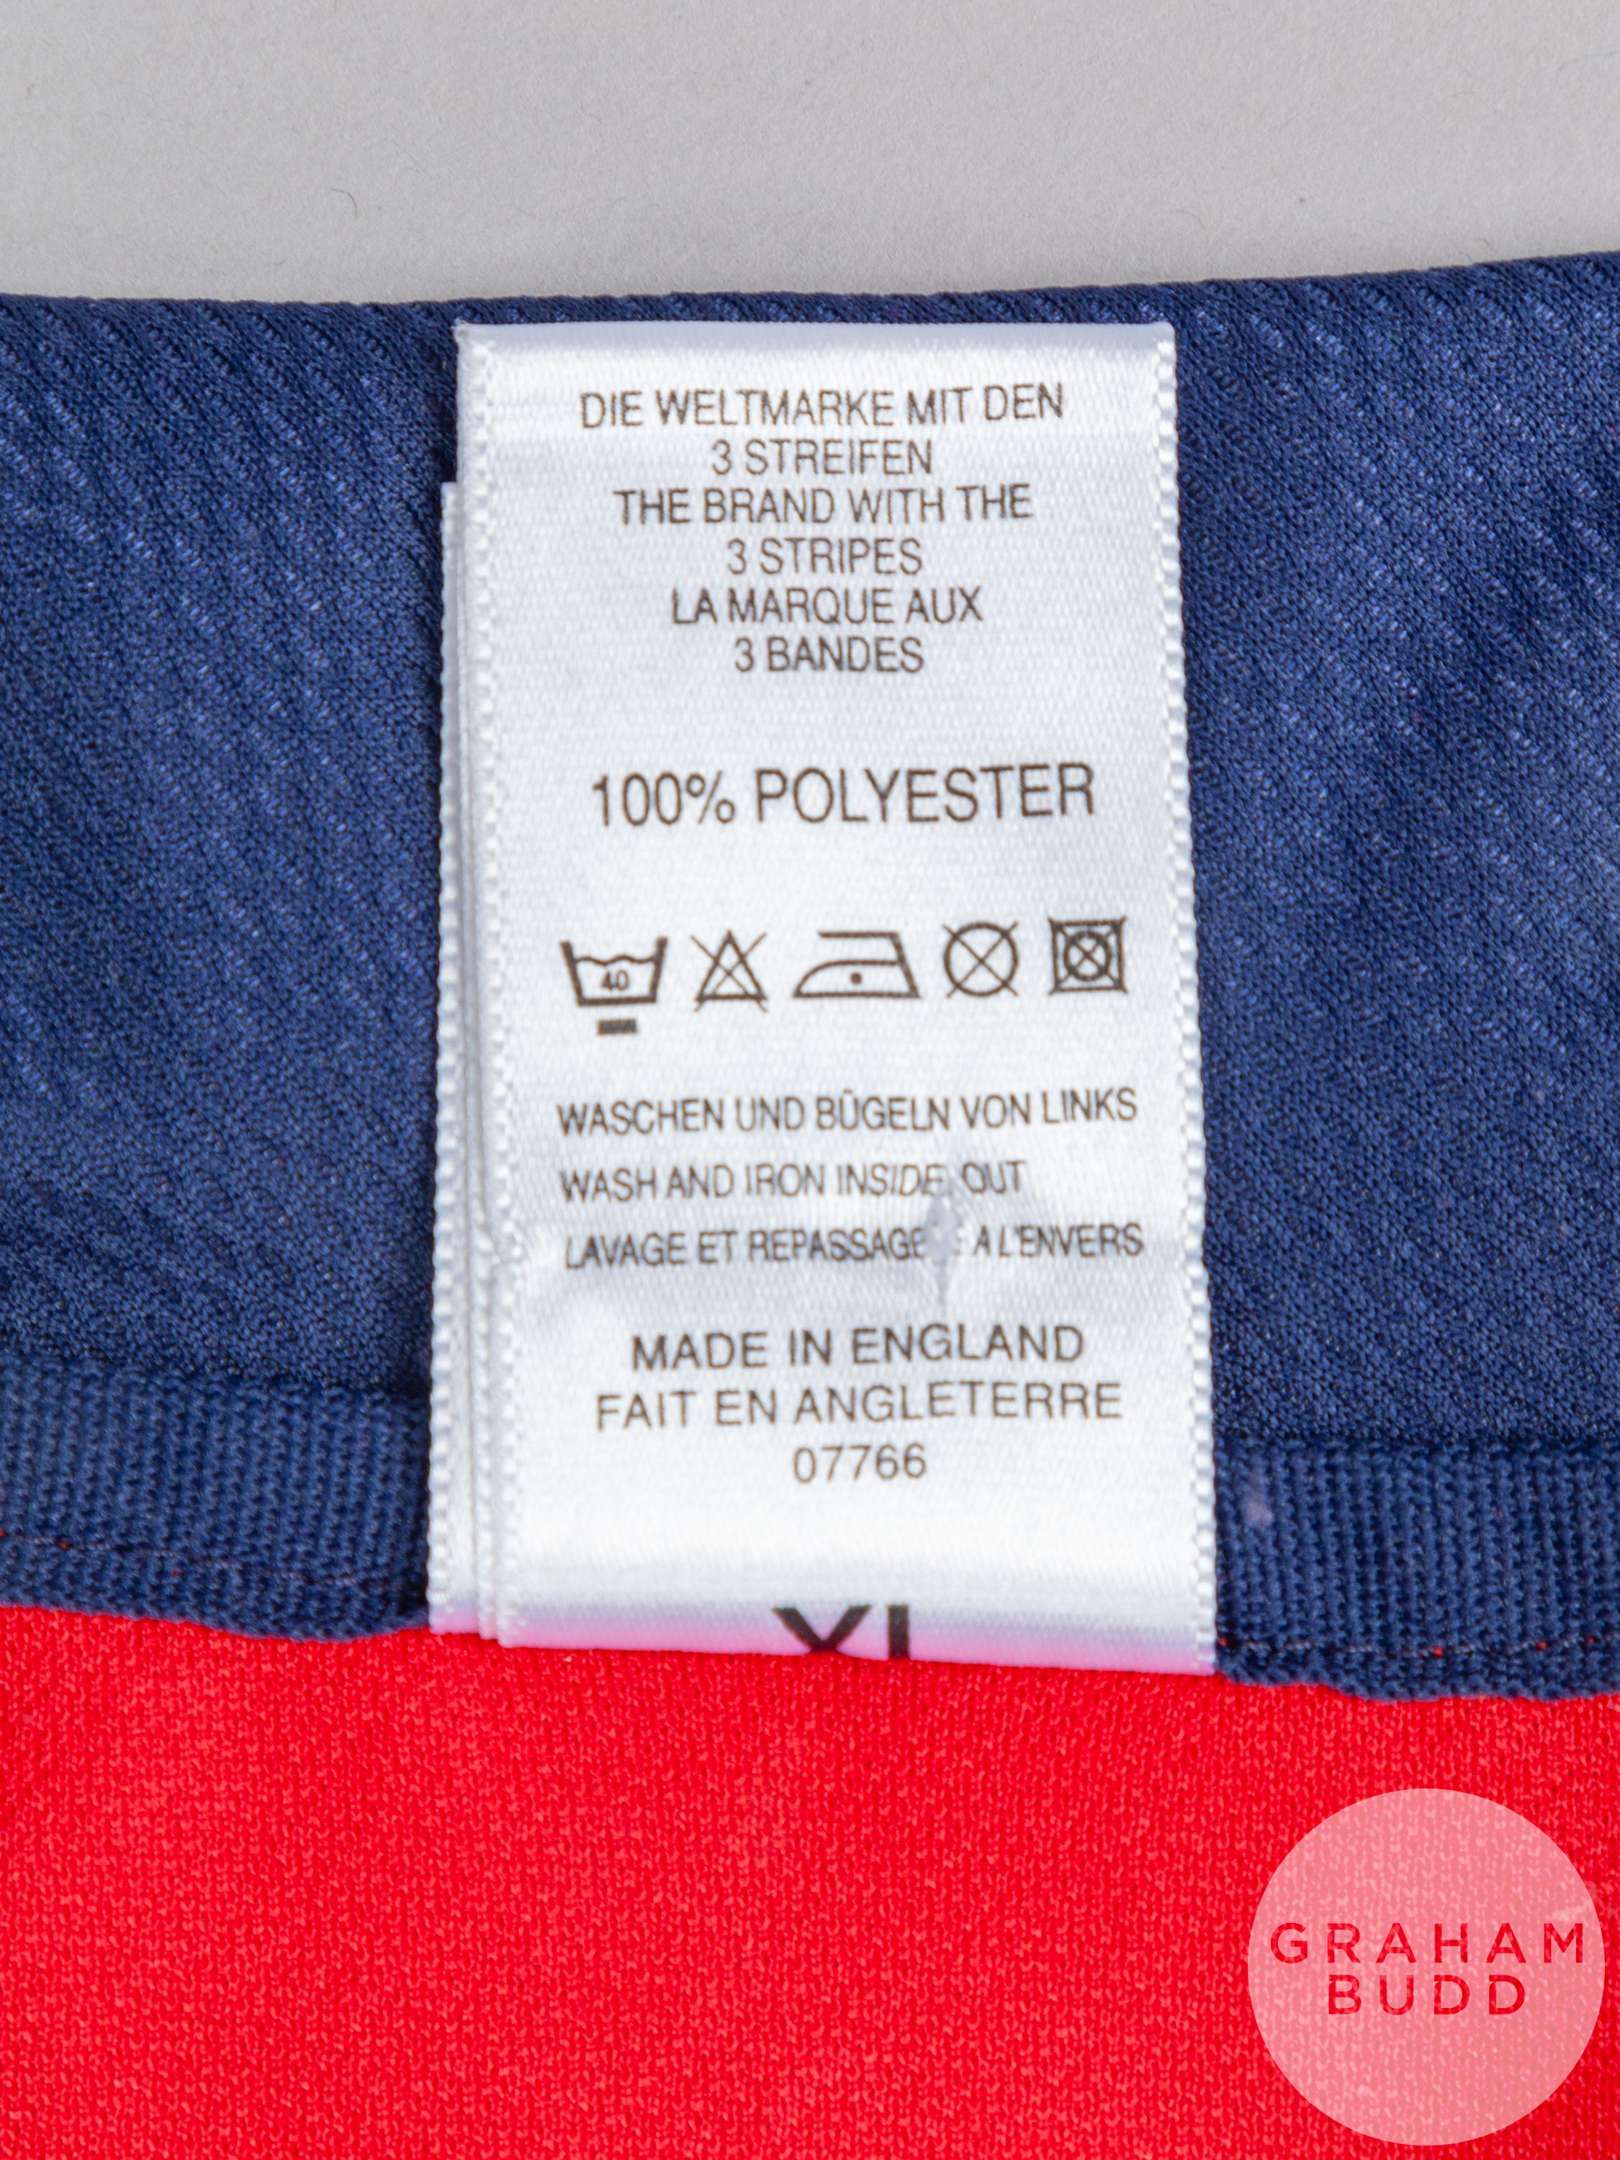 DIE WELTMARKE MIT DEN
3 STREIFEN
THE BRAND WITH THE
3 STRIPES
LA MARQUE AUX
3 BANDES
100% POLYESTER
40
WASCHEN UND BÜGELN VON LINKS
WASH AND IRON INSIDE OUT
LAVAGE ET REPASSAGE A L'ENVERS
MADE IN ENGLAND
FAIT EN ANGLETERRE
07766
XL
GRAHAM
BUDD